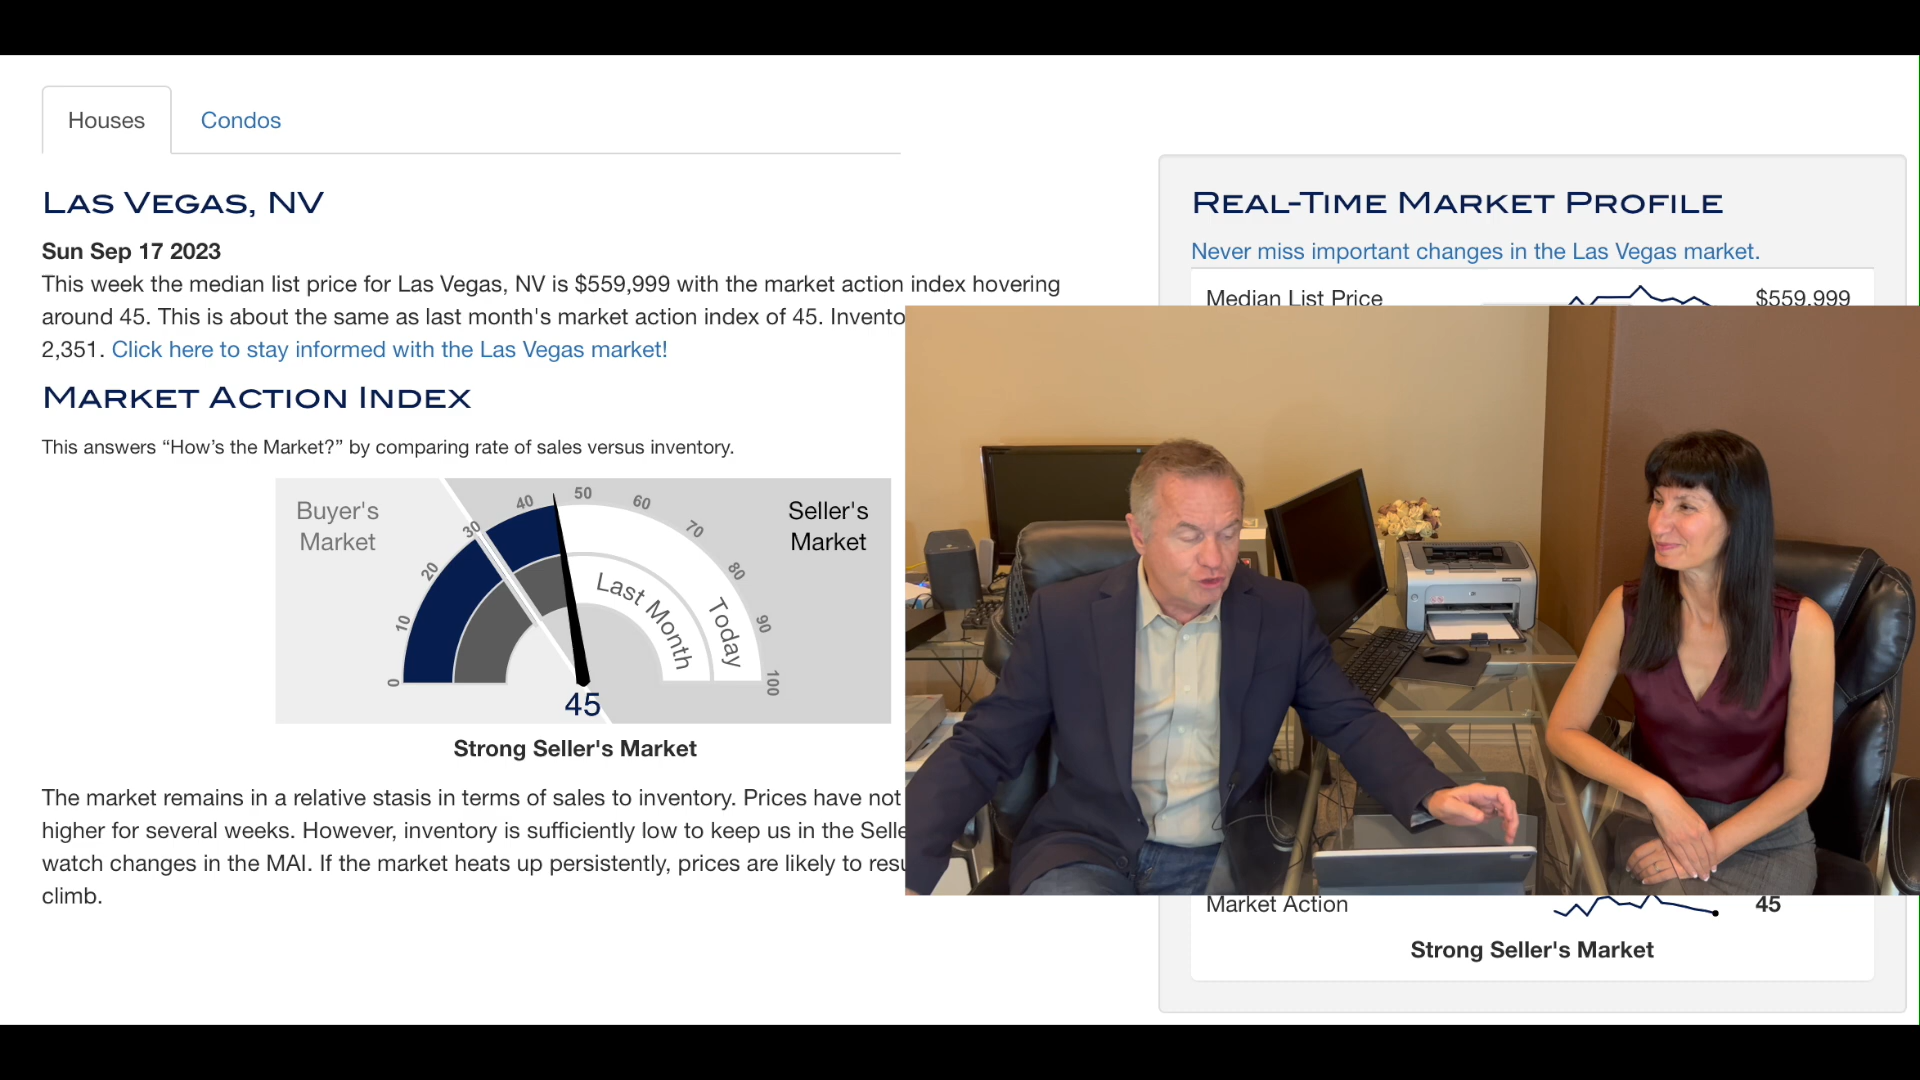 Houses
Condos
LAS VEGAS, NV
Sun Sep 17 2023
This week the median list price for Las Vegas, NV is $559,999 with the market action index hovering
around 45. This is about the same as last month's market action index of 45.
2,351. Click here to stay informed with the Las Vegas market!
MARKET ACTION INDEX
This answers “How’s the Market?” by comparing rate of sales versus inventory.
Buyer's
Market
Seller's
Market
0
10
20
30
40
50
60
70
80
90
100
Last Month
Today
45
Strong Seller's Market
The market remains in a relative stasis in terms of sales to inventory. Prices have not
higher for several weeks. However, inventory is sufficiently low to keep us in the
watch changes in the MAI. If the market heats up persistently, prices are likely to
climb.
REAL-TIME MARKET PROFILE
Never miss important changes in the Las Vegas market.
Median List Price
$559,999
Market Action
45
Strong Seller's Market